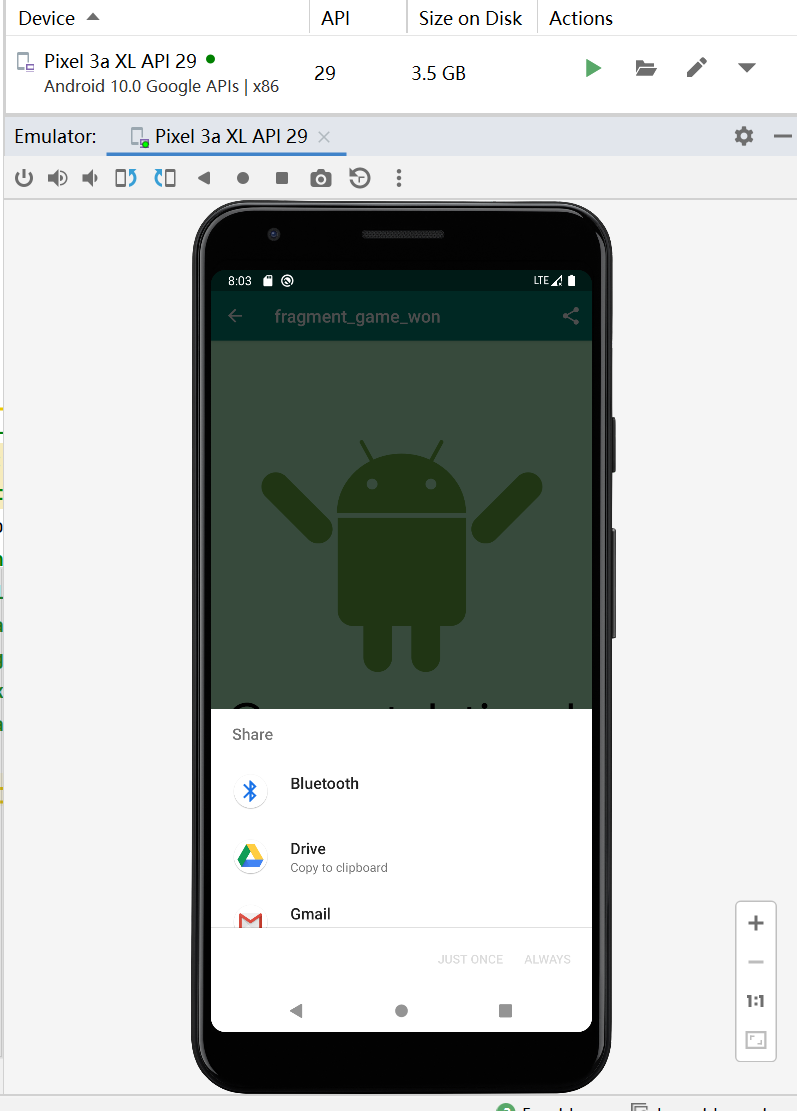 Device API Size on Disk Actions
Pixel 3a XL API 29
Android 10.0 Google APIs | x86
29
3.5 GB
Emulator: Pixel 3a XL API 29
8:03 LTE
fragment_game_won
Share
Bluetooth
Drive
Copy to clipboard
Gmail
JUST ONCE ALWAYS
1:1